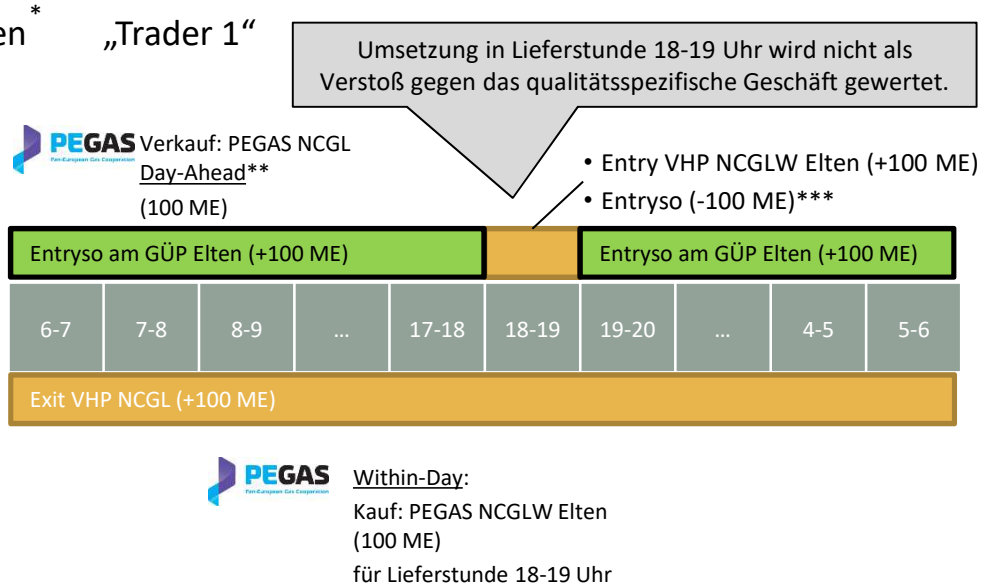 en* „Trader 1“
Umsetzung in Lieferstunde 18-19 Uhr wird nicht als
Verstoß gegen das qualitätsspezifische Geschäft gewertet.
PEGAS
Pan-European Gas Cooperation
Verkauf: PEGAS NCGL
Day-Ahead**
(100 ME)
• Entry VHP NCGLW Elten (+100 ME)
• Entryso (-100 ME)***
Entryso am GÜP Elten (+100 ME)
Entryso am GÜP Elten (+100 ME)
6-7 7-8 8-9 ... 17-18 18-19 19-20 ... 4-5 5-6
Exit VHP NCGL (+100 ME)
PEGAS
Pan-European Gas Cooperation
Within-Day:
Kauf: PEGAS NCGLW Elten
(100 ME)
für Lieferstunde 18-19 Uhr